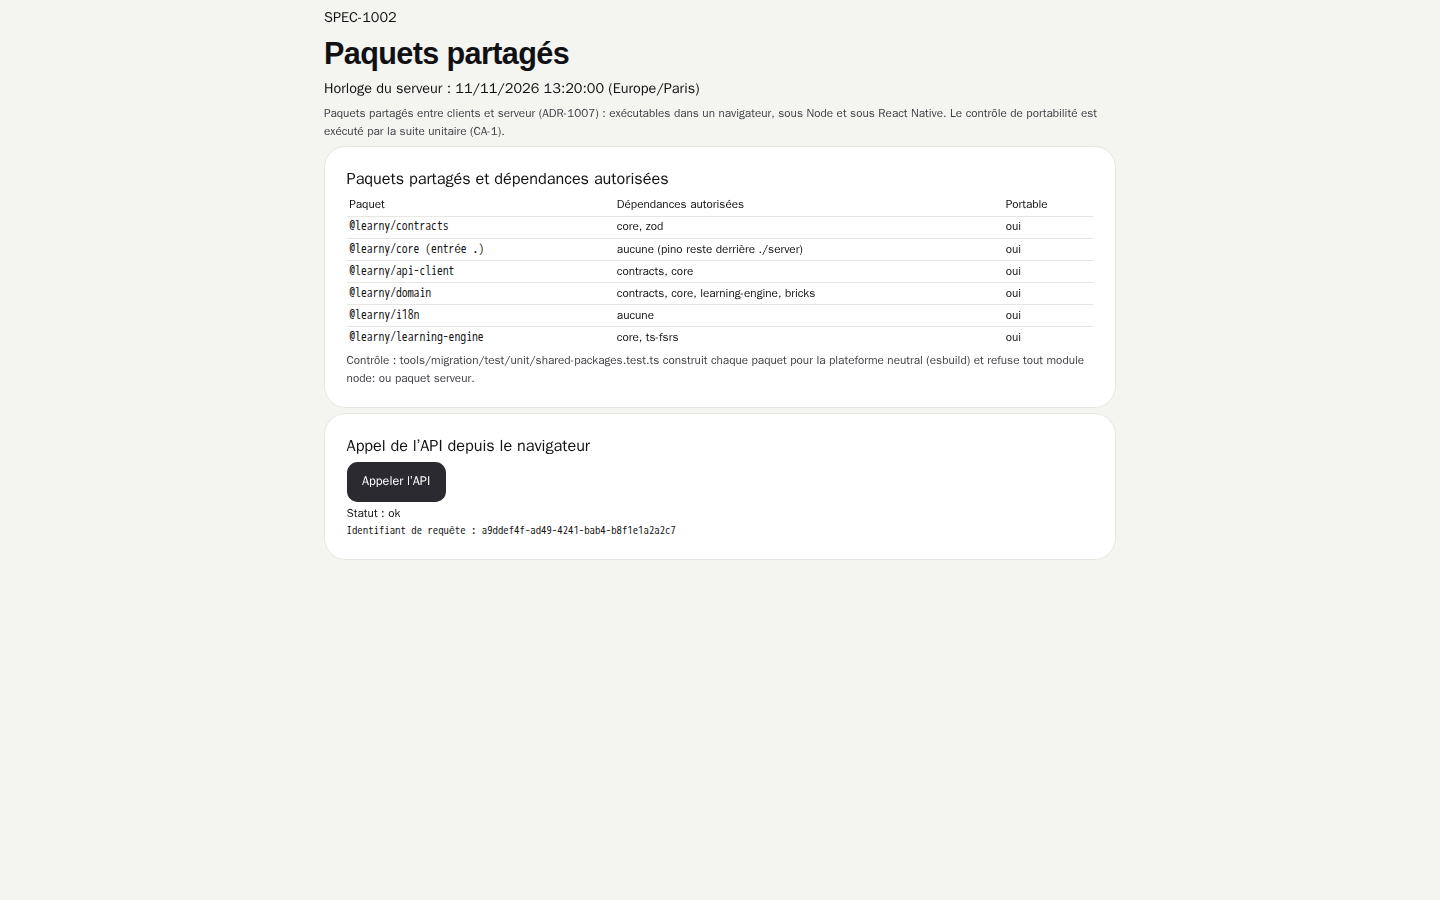 SPEC-1002
Paquets partagés
Horloge du serveur : 11/11/2026 13:20:00 (Europe/Paris)
Paquets partagés entre clients et serveur (ADR-1007) : exécutables dans un navigateur, sous Node et sous React Native. Le contrôle de portabilité est
exécuté par la suite unitaire (CA-1).
Paquets partagés et dépendances autorisées
Paquet Dépendances autorisées Portable
@learny/contracts core, zod oui
@learny/core (entrée .) aucune (pino reste derrière ./server) oui
@learny/api-client contracts, core oui
@learny/domain contracts, core, learning-engine, bricks oui
@learny/i18n aucune oui
@learny/learning-engine core, ts-fsrs oui
Contrôle : tools/migration/test/unit/shared-packages.test.ts construit chaque paquet pour la plateforme neutral (esbuild) et refuse tout module
node: ou paquet serveur.
Appel de l'API depuis le navigateur
Appeler l'API
Statut : ok
Identifiant de requête : a9ddef4f-ad49-4241-bab4-b8f1e1a2a2c7